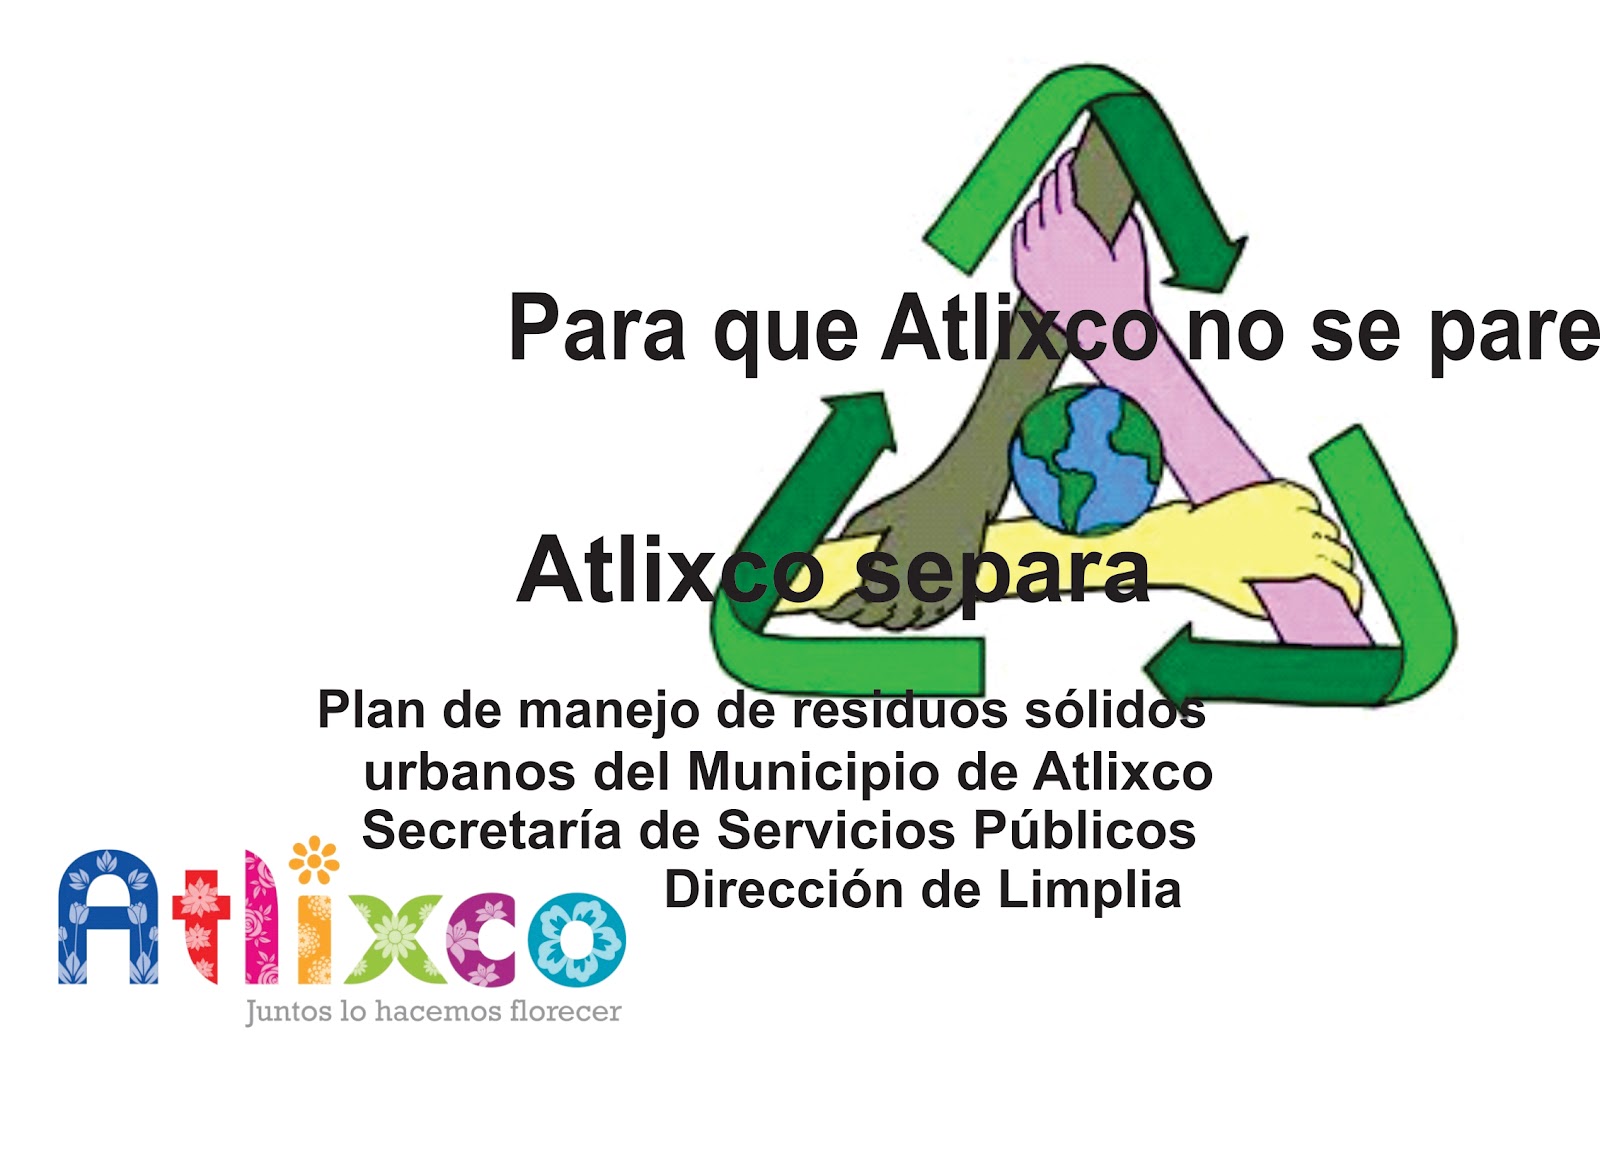 Para que Atlixco no se pare
Atlixco separa
Plan de manejo de residuos sólidos
urbanos del Municipio de Atlixco
Secretaría de Servicios Públicos
Dirección de Limplia
Atlixco
Juntos lo hacemos florecer